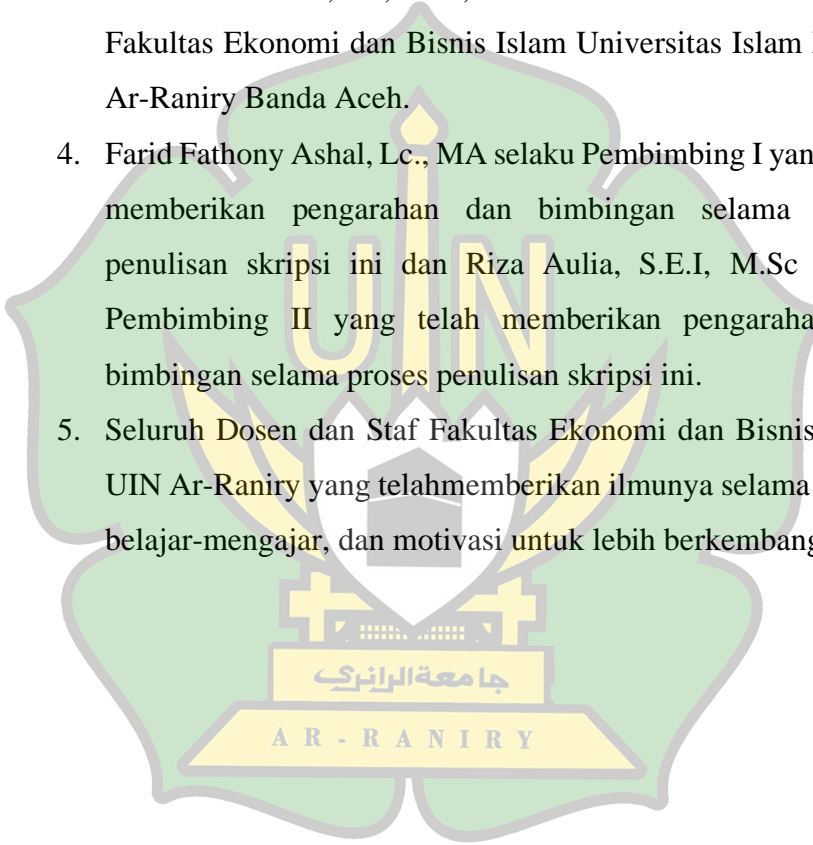 Fakultas Ekonomi dan Bisnis Islam Universitas Islam
Ar-Raniry Banda Aceh.
4. Farid Fathony Ashal, Lc., MA selaku Pembimbing I yan
memberikan pengarahan dan bimbingan selama
penulisan skripsi ini dan Riza Aulia, S.E.I, M.Sc
Pembimbing II yang telah memberikan pengaraha
bimbingan selama proses penulisan skripsi ini.
5. Seluruh Dosen dan Staf Fakultas Ekonomi dan Bisnis
UIN Ar-Raniry yang telahmemberikan ilmunya selama
belajar-mengajar, dan motivasi untuk lebih berkembang
UIN
جامعةالرانري
AR-RANIRY